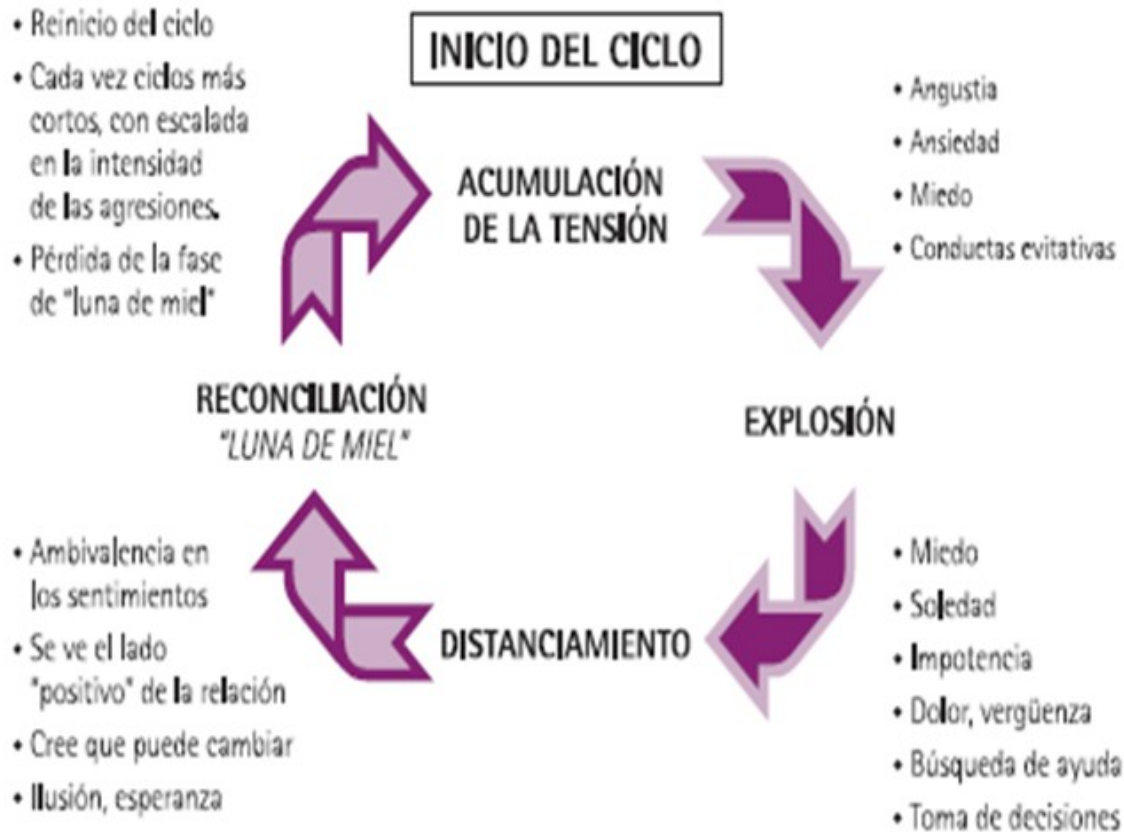 INICIO DEL CICLO
• Reinicio del ciclo
• Cada vez ciclos más
cortos, con escalada
en la intensidad
de las agresiones.
• Pérdida de la fase
de "luna de miel"
ACUMULACIÓN
DE LA TENSIÓN
• Angustia
• Ansiedad
• Miedo
• Conductas evitativas
RECONCILIACIÓN
"LUNA DE MIEL"
EXPLOSIÓN
• Ambivalencia en
los sentimientos
• Se ve el lado
"positivo" de la relación
• Cree que puede cambiar
• Ilusión, esperanza
DISTANCIAMIENTO
• Miedo
• Soledad
• Impotencia
• Dolor, vergüenza
• Búsqueda de ayuda
• Toma de decisiones